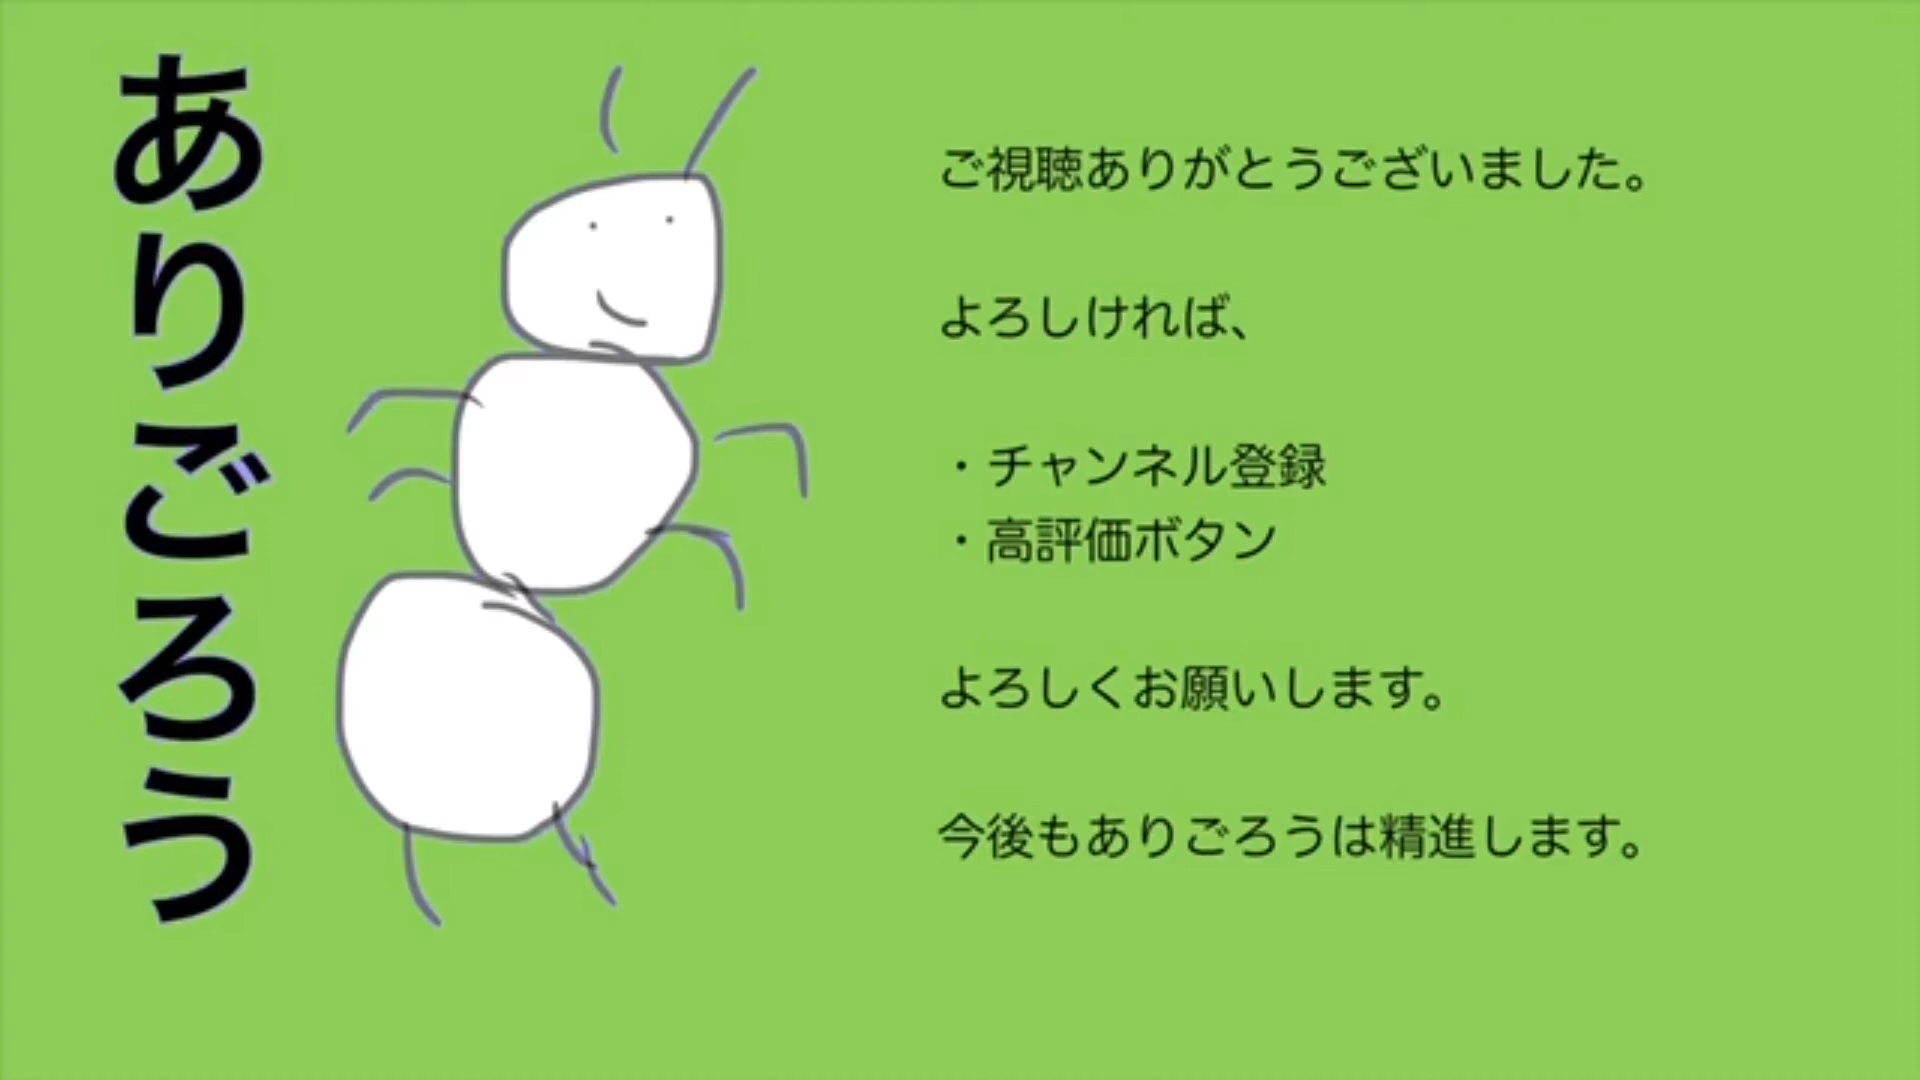 ありごろう
ご視聴ありがとうございました。
よろしければ、
・チャンネル登録
・高評価ボタン
よろしくお願いします。
今後もありごろうは精進します。